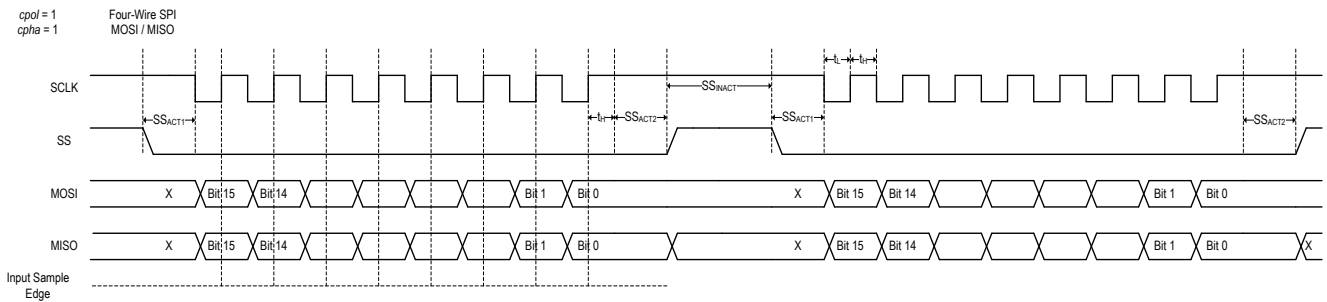 cpol = 1 Four-Wire SPI
cpha = 1 MOSI / MISO
SCLK
tL tH
SSINACT
SSACT1 tH SSACT2 SSACT1 SSACT2
SS
MOSI X Bit 15 Bit 14 Bit 1 Bit 0 X Bit 15 Bit 14 Bit 1 Bit 0
MISO X Bit 15 Bit 14 Bit 1 Bit 0 X Bit 15 Bit 14 Bit 1 Bit 0 X
Input Sample
Edge